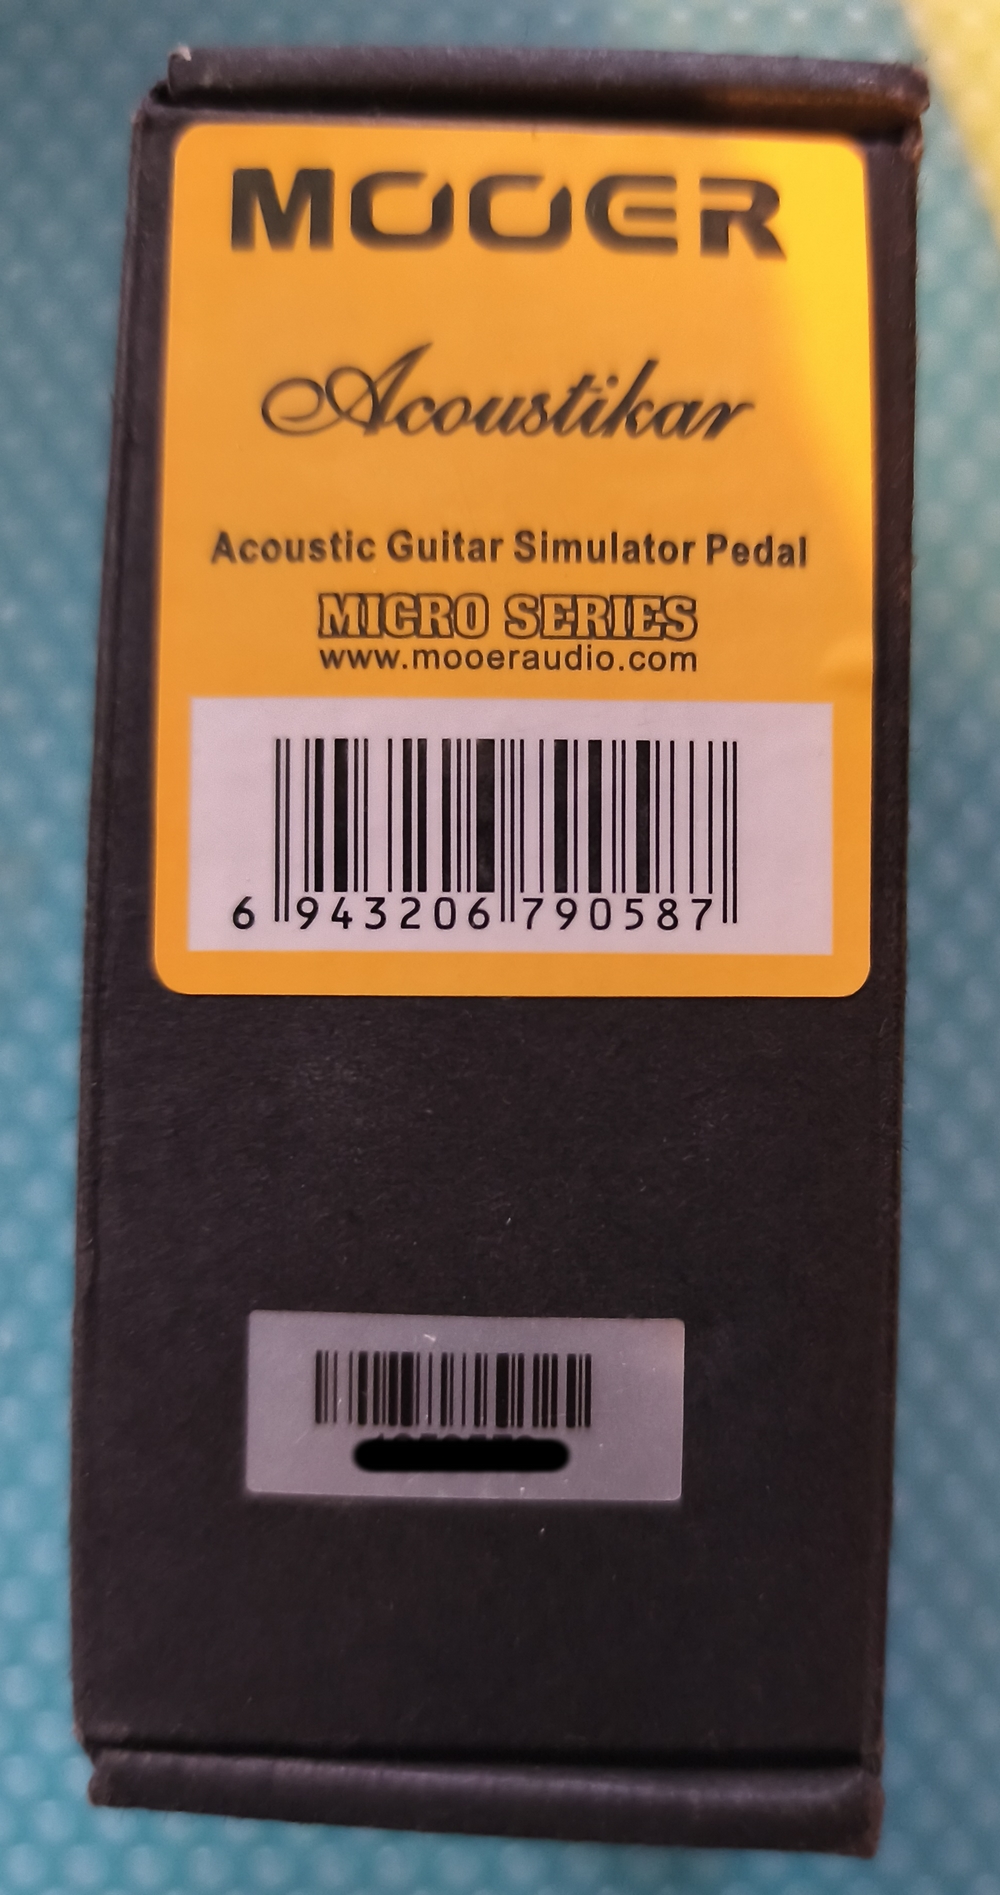 MOOER
Acoustikar
Acoustic Guitar Simulator Pedal
MICRO SERIES
www.mooeraudio.com
6 943206 790587